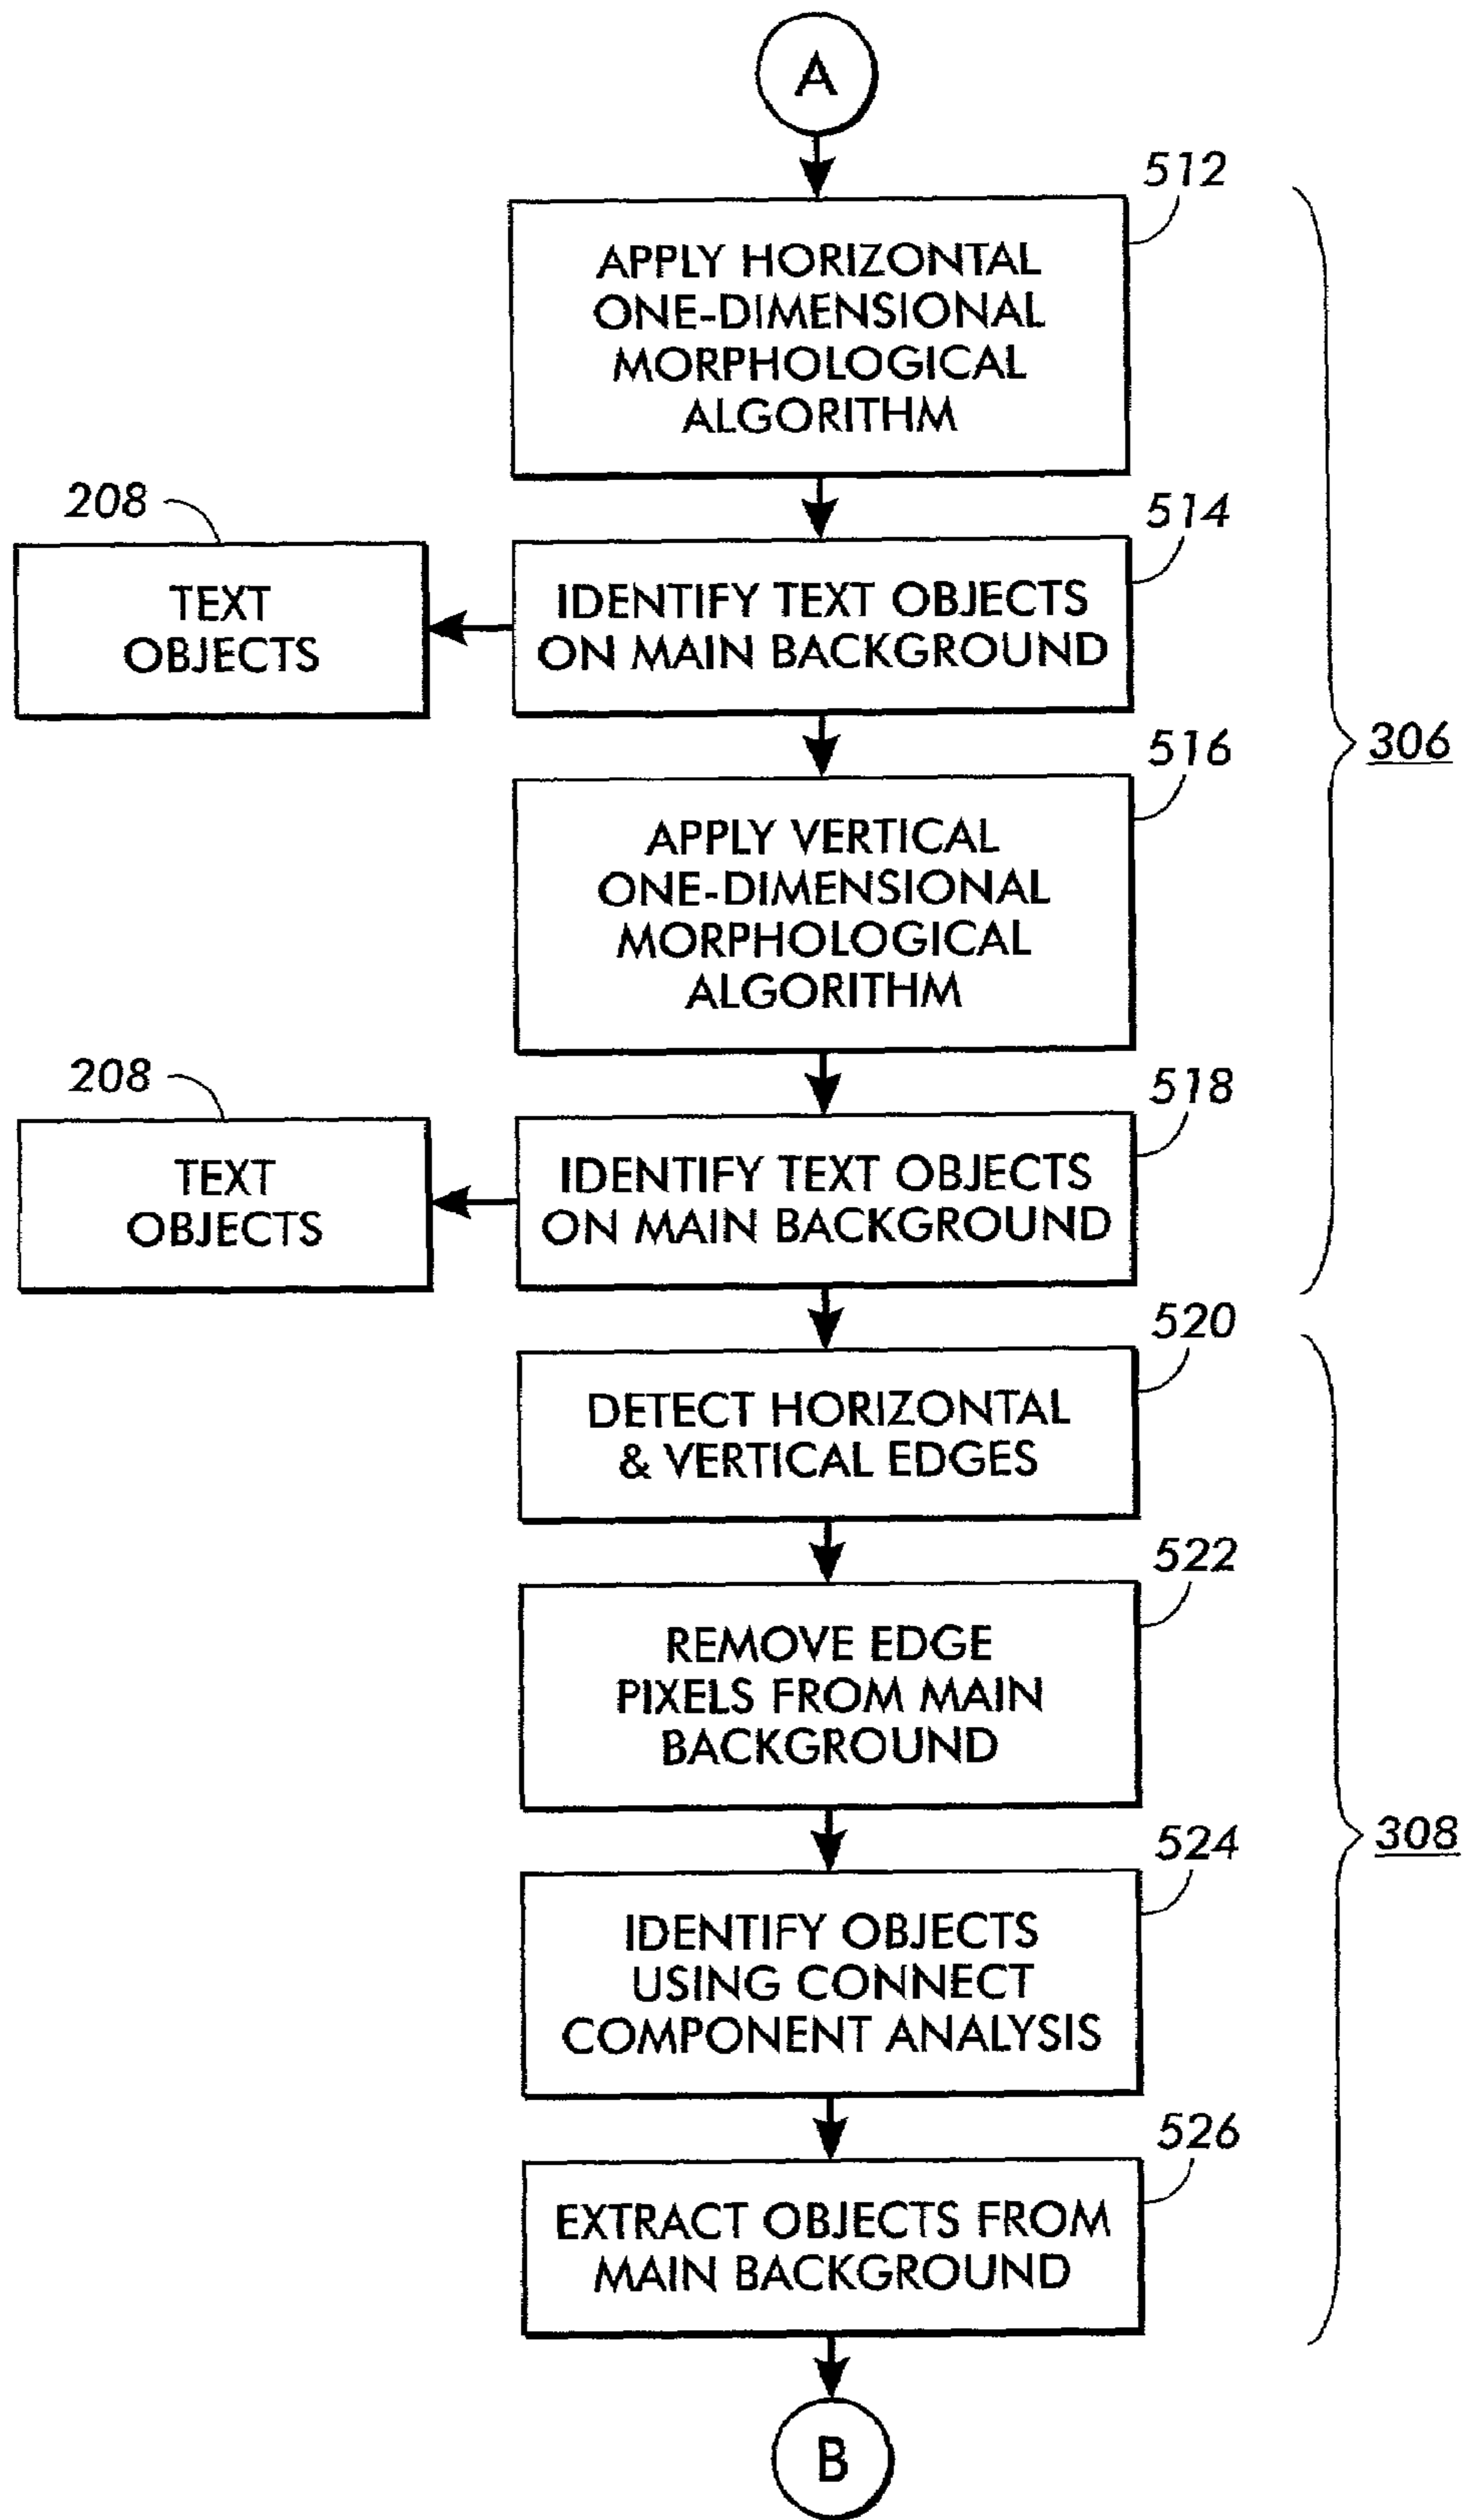 A
512
APPLY HORIZONTAL
ONE-DIMENSIONAL
MORPHOLOGICAL
ALGORITHM
208
514
TEXT
OBJECTS
IDENTIFY TEXT OBJECTS
ON MAIN BACKGROUND
306
516
APPLY VERTICAL
ONE-DIMENSIONAL
MORPHOLOGICAL
ALGORITHM
208
518
TEXT
OBJECTS
IDENTIFY TEXT OBJECTS
ON MAIN BACKGROUND
520
DETECT HORIZONTAL
& VERTICAL EDGES
522
REMOVE EDGE
PIXELS FROM MAIN
BACKGROUND
308
524
IDENTIFY OBJECTS
USING CONNECT
COMPONENT ANALYSIS
526
EXTRACT OBJECTS FROM
MAIN BACKGROUND
B